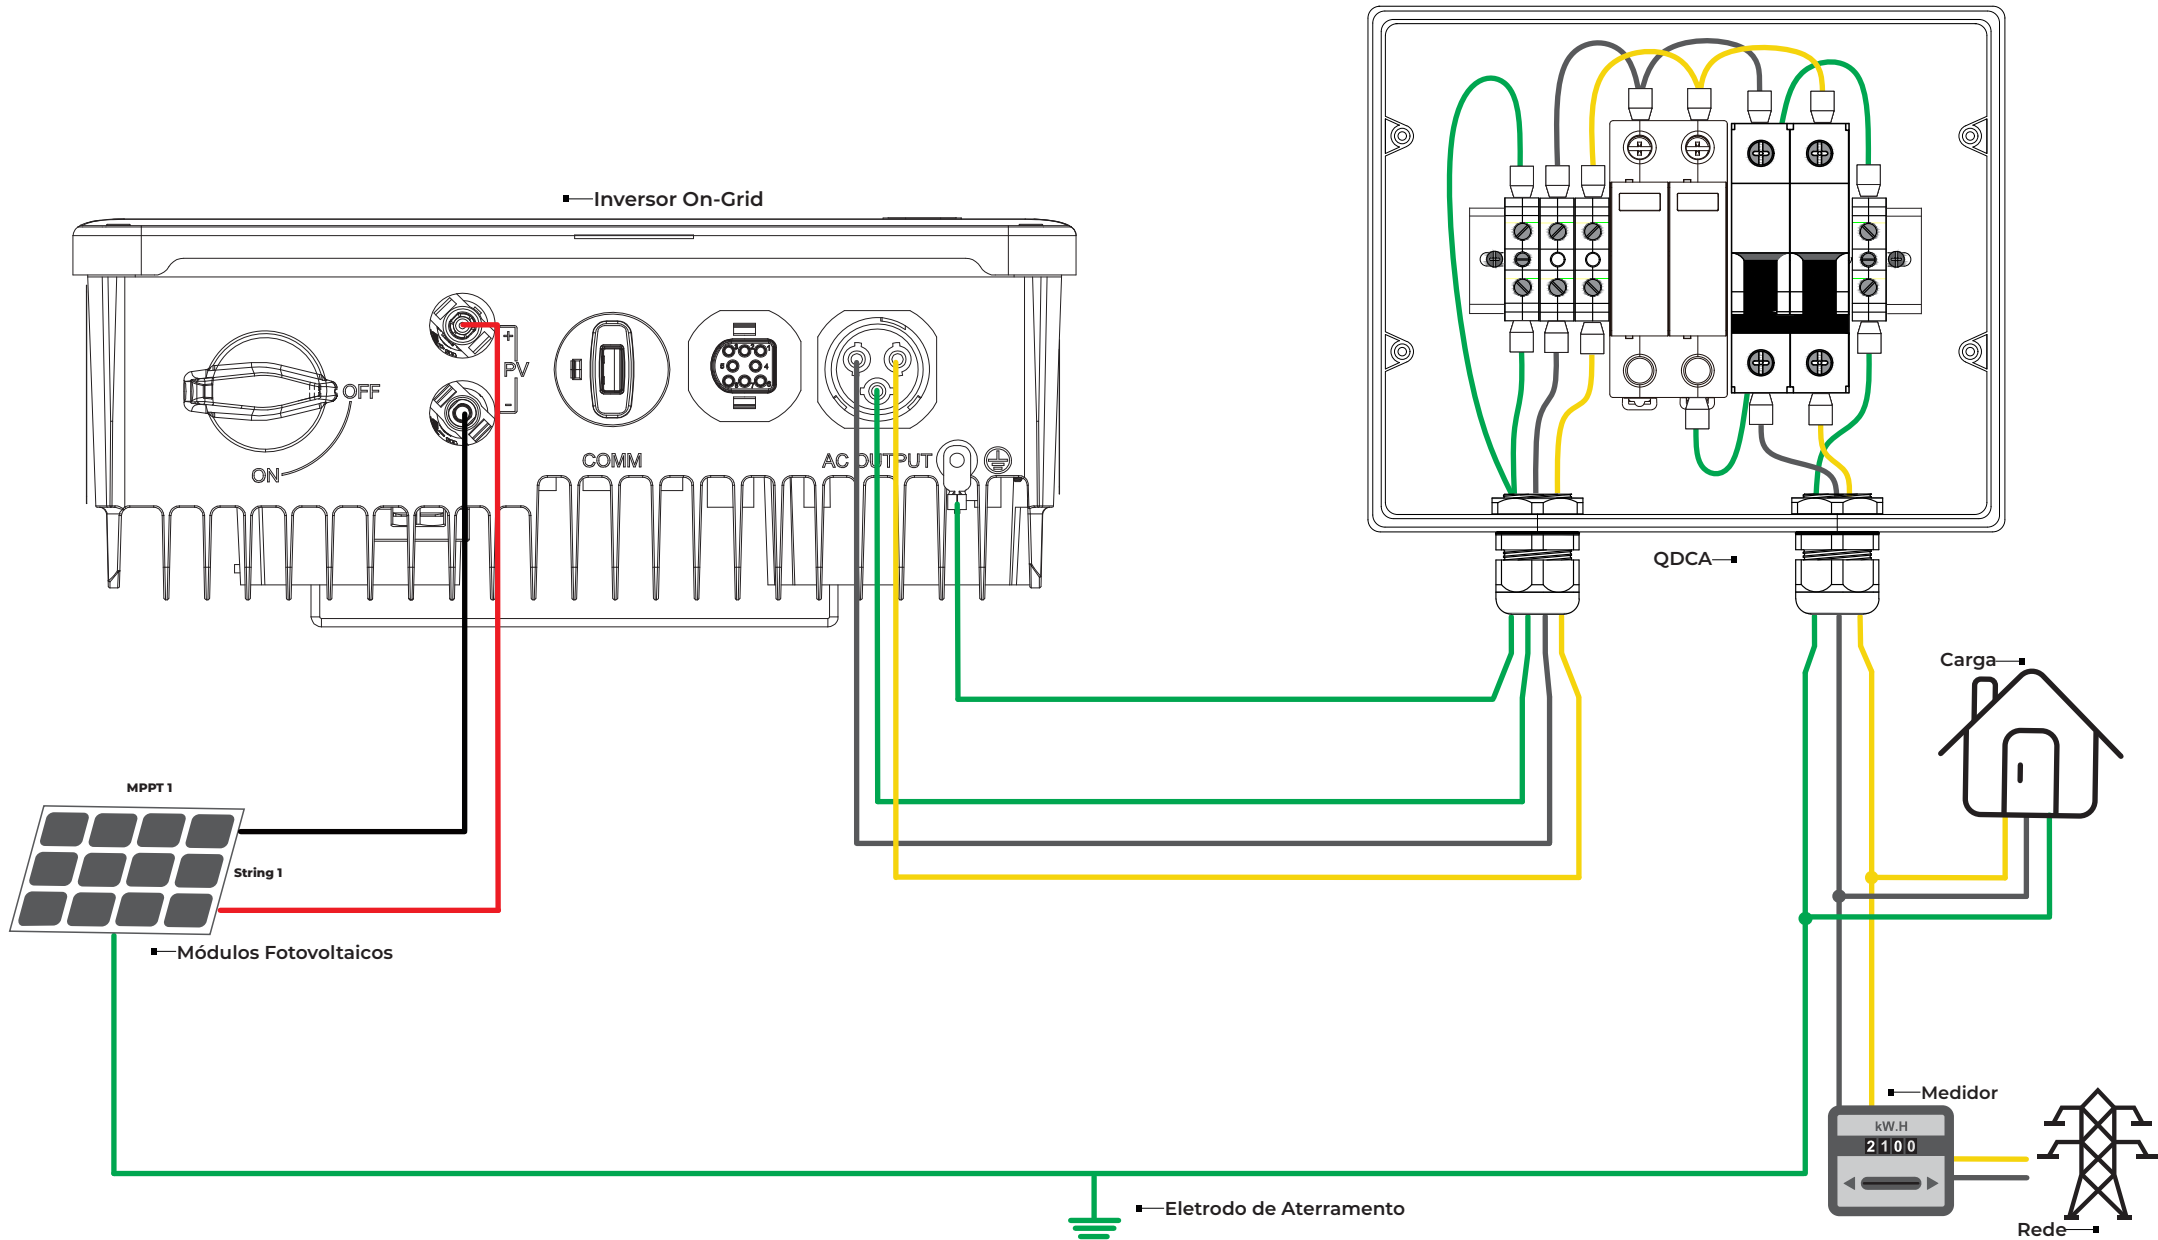 Inversor On-Grid
OFF
ON
+
PV
-
COMM
AC OUTPUT
QDCA
Carga
MPPT 1
String 1
Módulos Fotovoltaicos
Medidor
kW.H
2100
Eletrodo de Aterramento
Rede